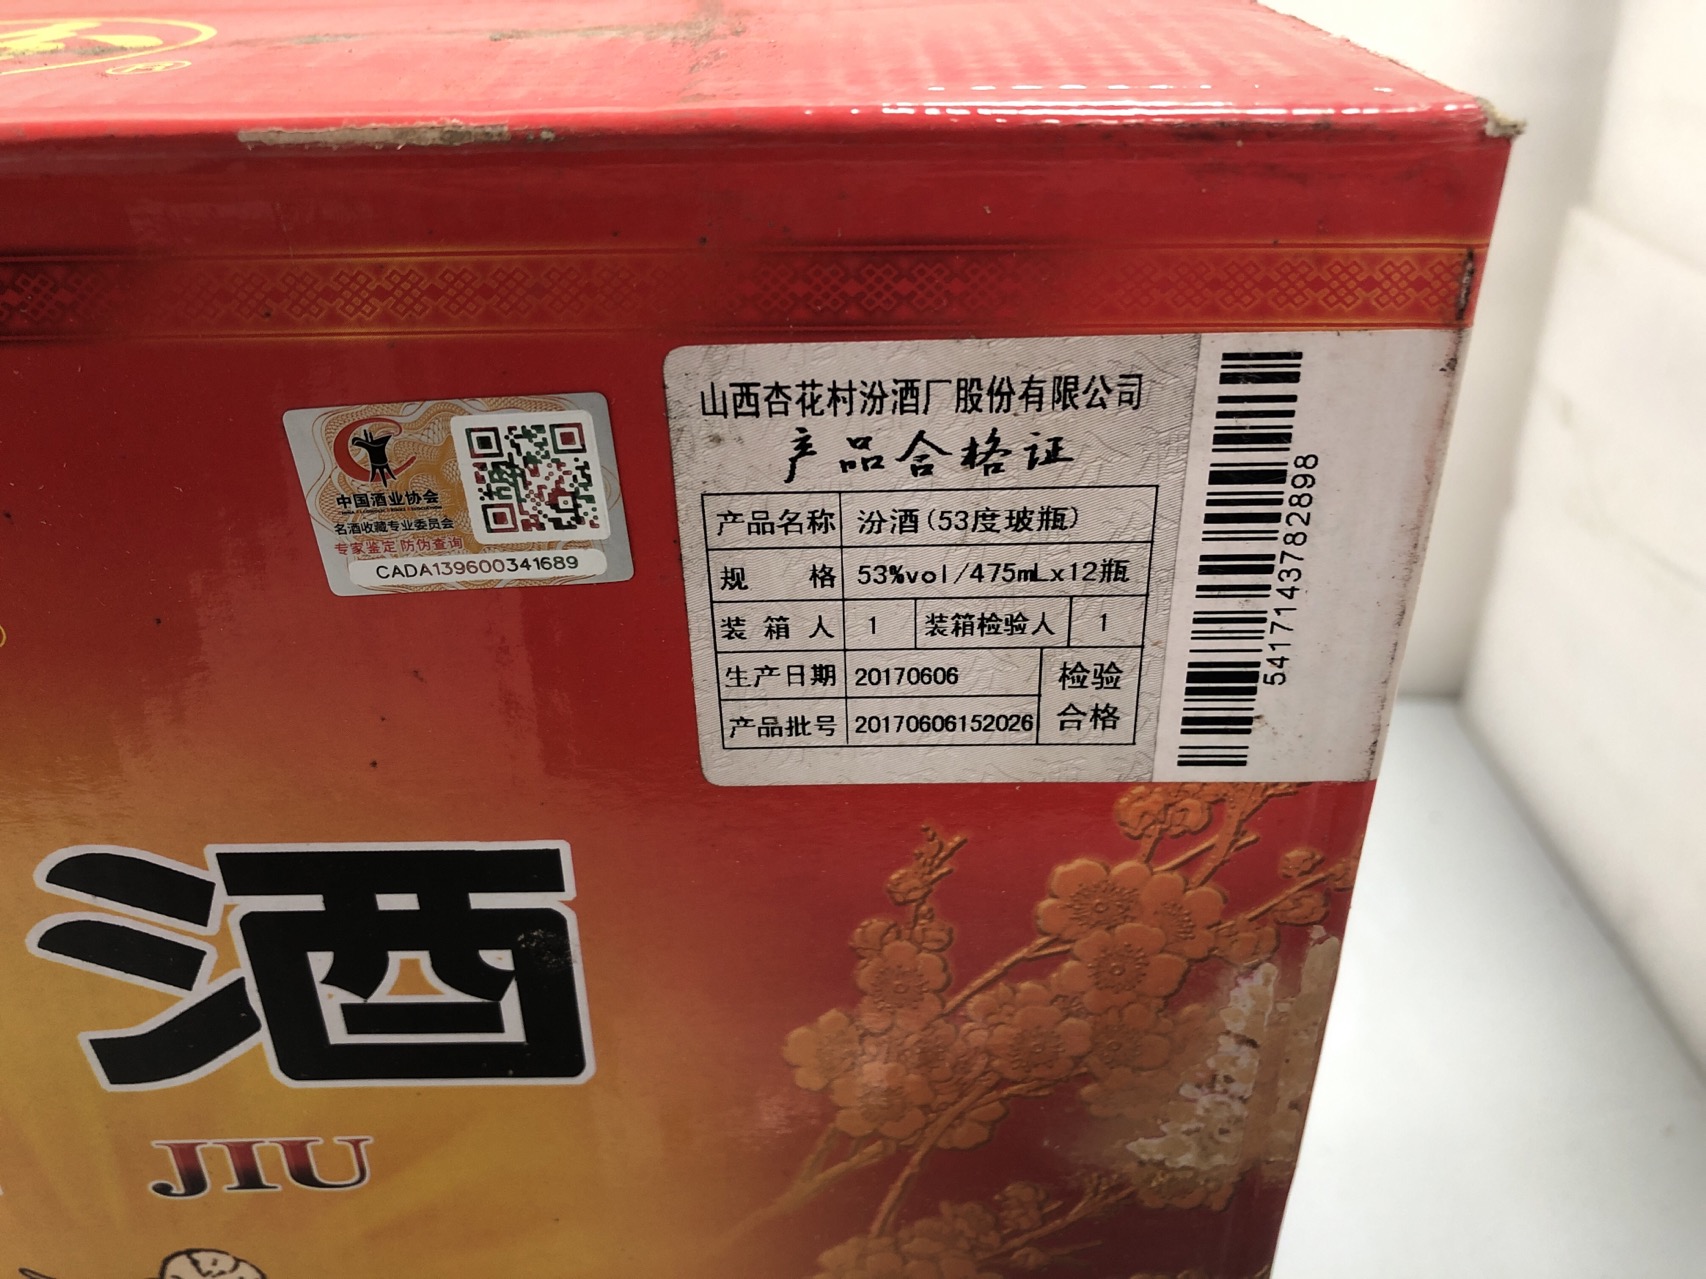 中国酒业协会
名酒收藏专业委员会
专家鉴定 防伪查询
CADA139600341689
山西杏花村汾酒厂股份有限公司
产品合格证
产品名称 汾酒(53度玻瓶)
规格 53%vol/475mLx12瓶
装箱人 1 装箱检验人 1
生产日期 20170606 检验
产品批号 20170606152026 合格
541714378289​8
酒
JIU